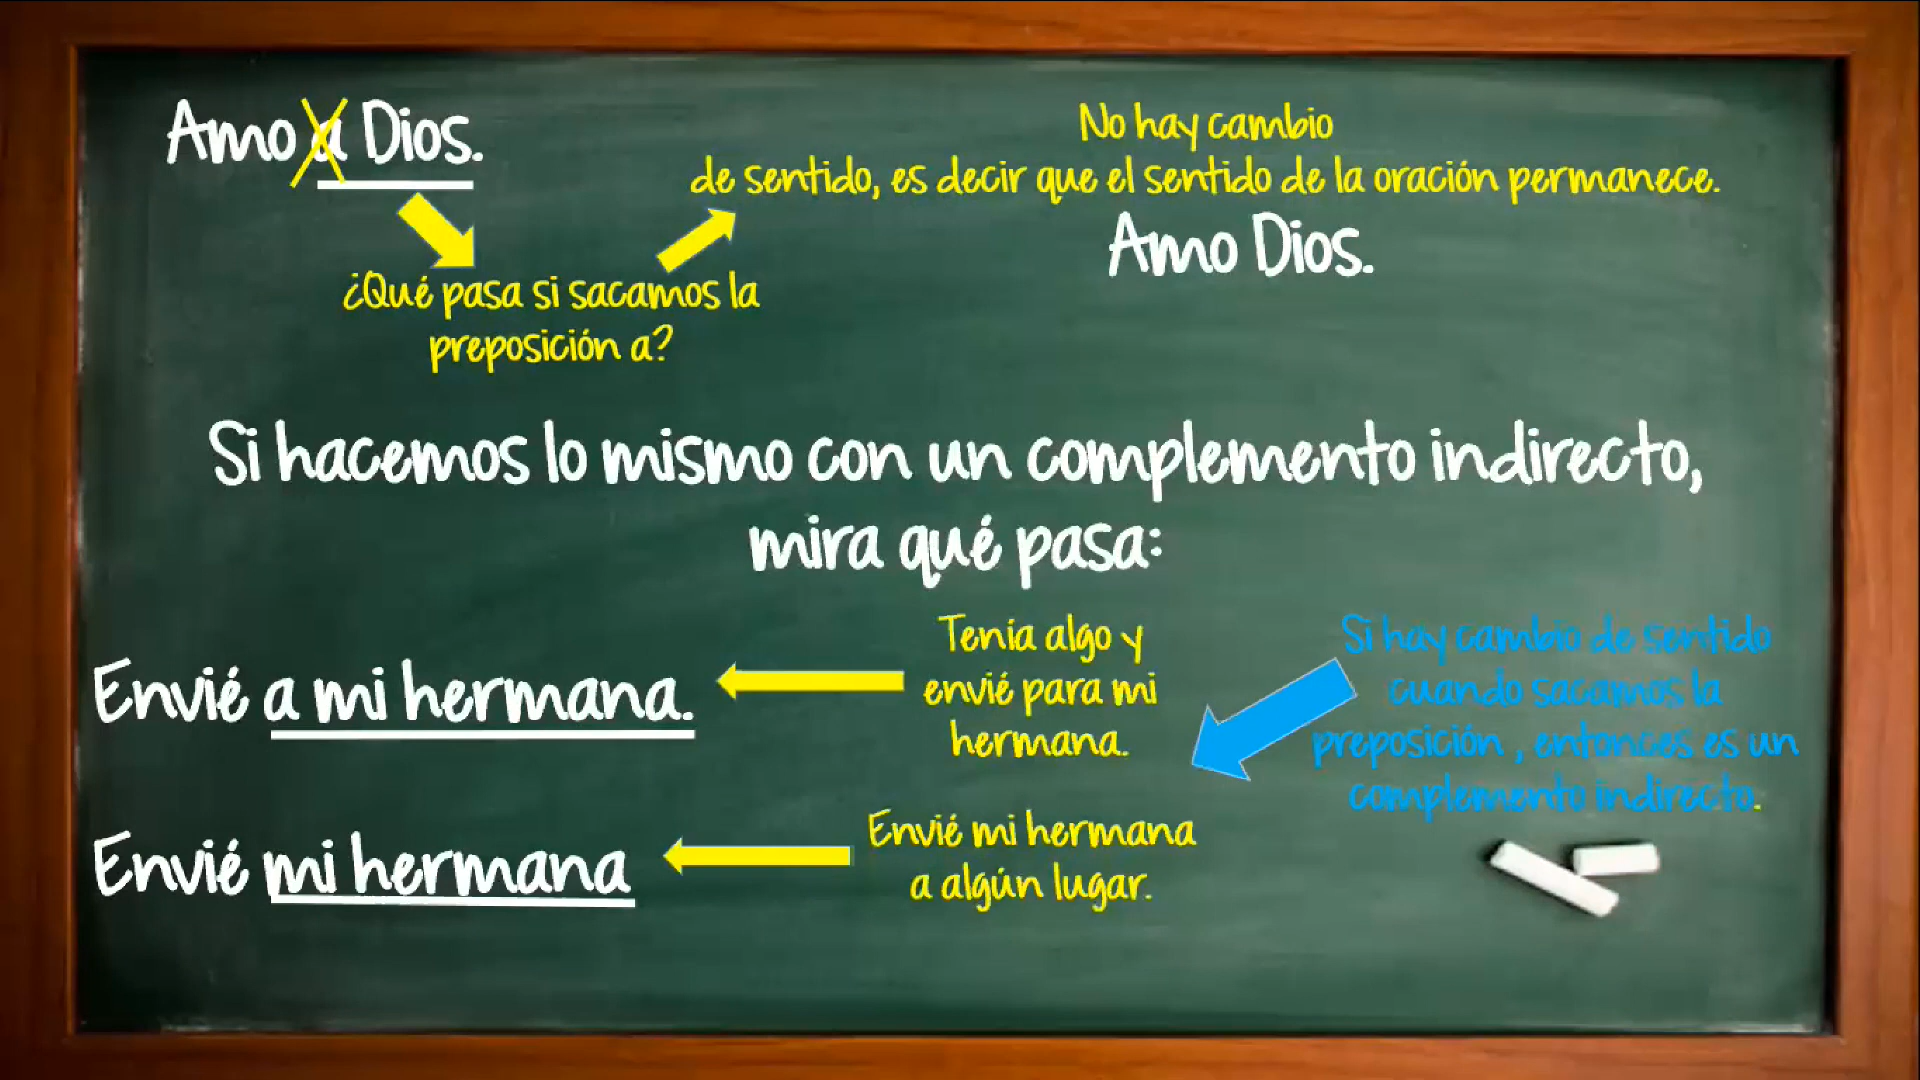 Amo a Dios.
¿Qué pasa si sacamos la
preposición a?
No hay cambio
de sentido, es decir que el sentido de la oración permanece.
Amo Dios.
Si hacemos lo mismo con un complemento indirecto,
mira qué pasa:
Envié a mi hermana.
Tenía algo y
envié para mi
hermana.
Si hay cambio de sentido
cuando sacamos la
preposición , entonces es un
complemento indirecto.
Envié mi hermana
Envié mi hermana
a algún lugar.